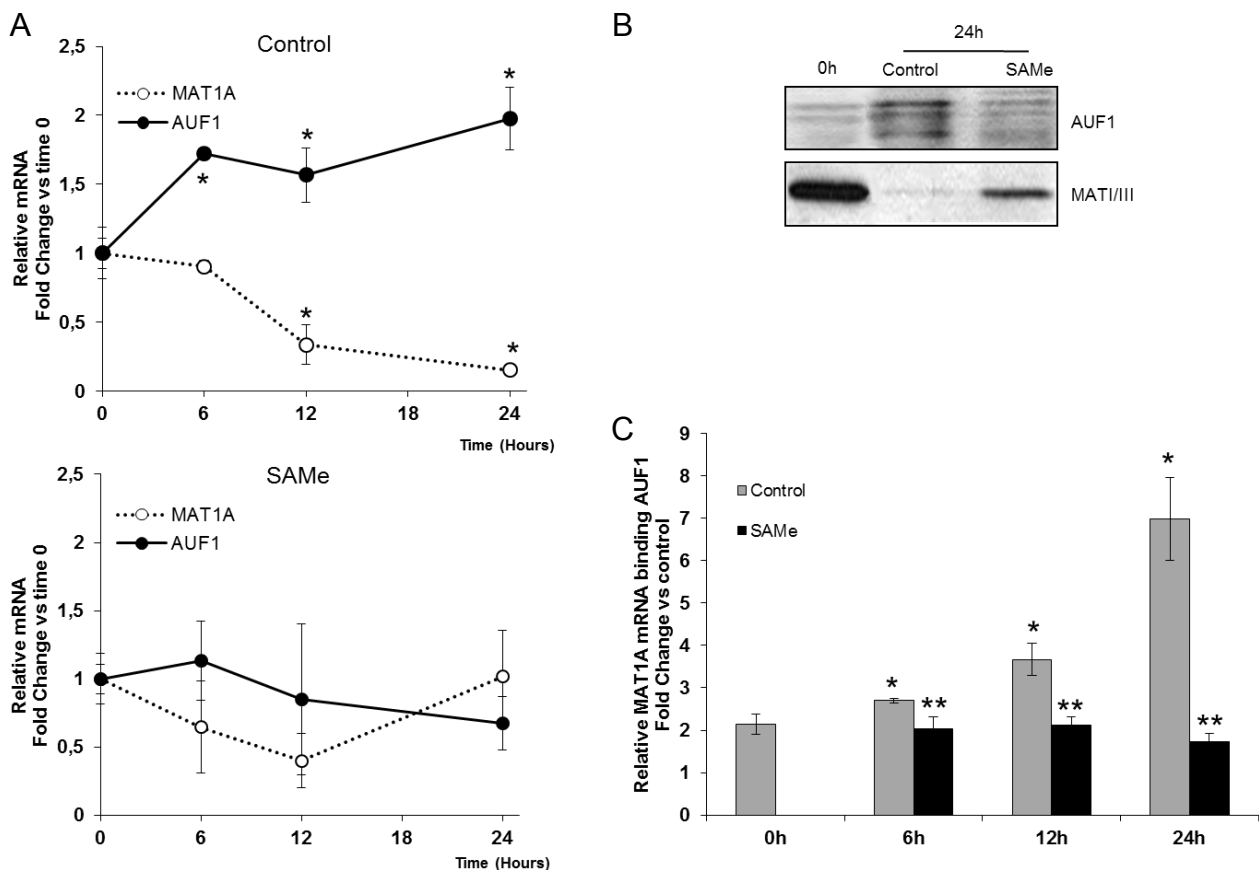 A
Control
2,5
2
1,5
1
0,5
0
Relative mRNA
Fold Change vs time 0
MAT1A
AUF1
*
*
*
*
*
0
6
12
18
24
Time (Hours)
SAMe
2,5
2
1,5
1
0,5
0
Relative mRNA
Fold Change vs time 0
MAT1A
AUF1
0
6
12
18
24
Time (Hours)
B
24h
0h Control SAMe
AUF1
MATI/III
C
9
8
7
6
5
4
3
2
1
0
Relative MAT1A mRNA binding AUF1
Fold Change vs control
Control
SAMe
*
**
*
**
*
**
0h 6h 12h 24h